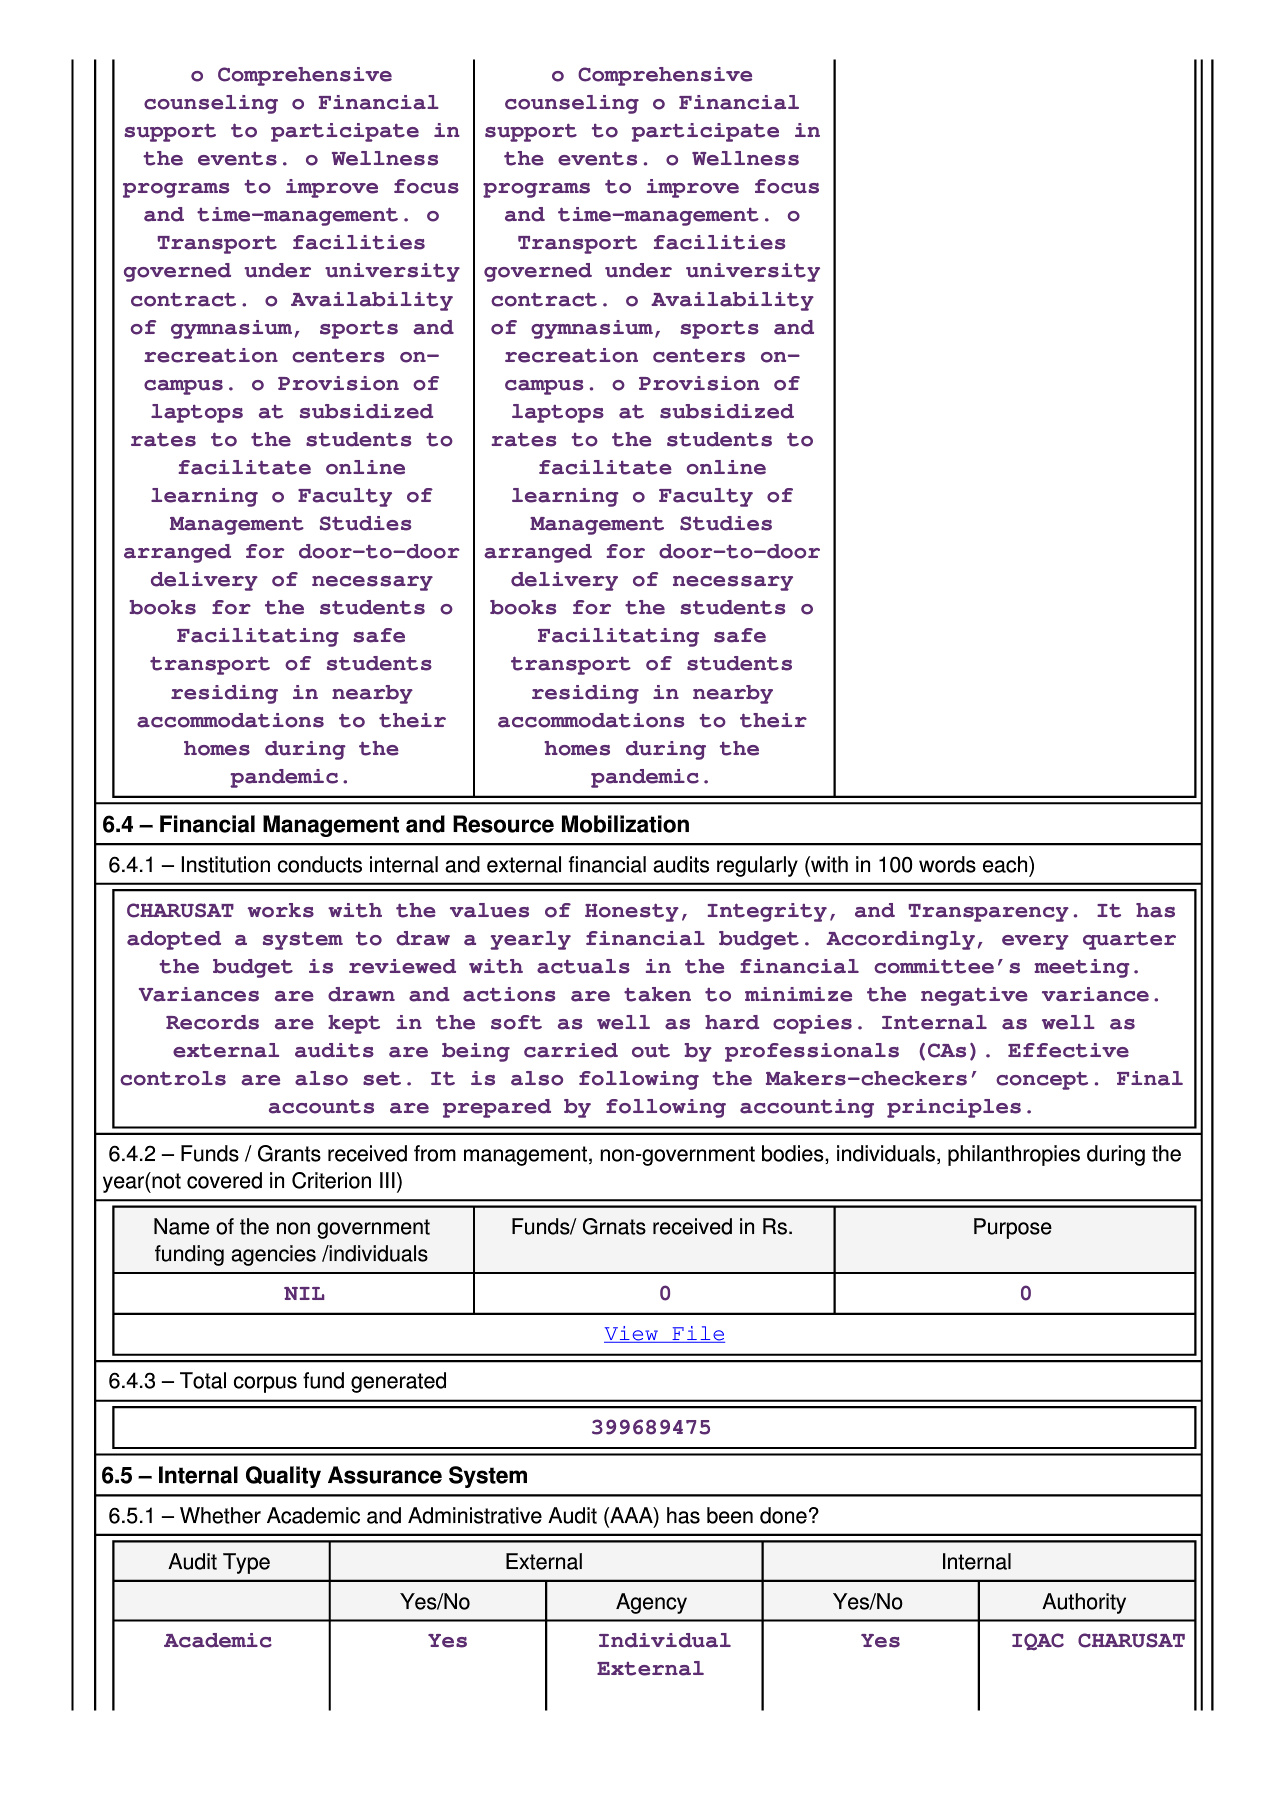 o Comprehensive
counseling o Financial
support to participate in
the events. o Wellness
programs to improve focus
and time-management. o
Transport facilities
governed under university
contract. o Availability
of gymnasium, sports and
recreation centers on-
campus. o Provision of
laptops at subsidized
rates to the students to
facilitate online
learning o Faculty of
Management Studies
arranged for door-to-door
delivery of necessary
books for the students o
Facilitating safe
transport of students
residing in nearby
accommodations to their
homes during the
pandemic.
o Comprehensive
counseling o Financial
support to participate in
the events. o Wellness
programs to improve focus
and time-management. o
Transport facilities
governed under university
contract. o Availability
of gymnasium, sports and
recreation centers on-
campus. o Provision of
laptops at subsidized
rates to the students to
facilitate online
learning o Faculty of
Management Studies
arranged for door-to-door
delivery of necessary
books for the students o
Facilitating safe
transport of students
residing in nearby
accommodations to their
homes during the
pandemic.
6.4 – Financial Management and Resource Mobilization
6.4.1 – Institution conducts internal and external financial audits regularly (with in 100 words each)
CHARUSAT works with the values of Honesty, Integrity, and Transparency. It has
adopted a system to draw a yearly financial budget. Accordingly, every quarter
the budget is reviewed with actuals in the financial committee’s meeting.
Variances are drawn and actions are taken to minimize the negative variance.
Records are kept in the soft as well as hard copies. Internal as well as
external audits are being carried out by professionals (CAs). Effective
controls are also set. It is also following the Makers-checkers’ concept. Final
accounts are prepared by following accounting principles.
6.4.2 – Funds / Grants received from management, non-government bodies, individuals, philanthropies during the
year(not covered in Criterion III)
Name of the non government
funding agencies /individuals
Funds/ Grnats received in Rs.
Purpose
NIL
0
0
View File
6.4.3 – Total corpus fund generated
399689475
6.5 – Internal Quality Assurance System
6.5.1 – Whether Academic and Administrative Audit (AAA) has been done?
Audit Type
External
Internal
Yes/No
Agency
Yes/No
Authority
Academic
Yes
Individual
External
Yes
IQAC CHARUSAT